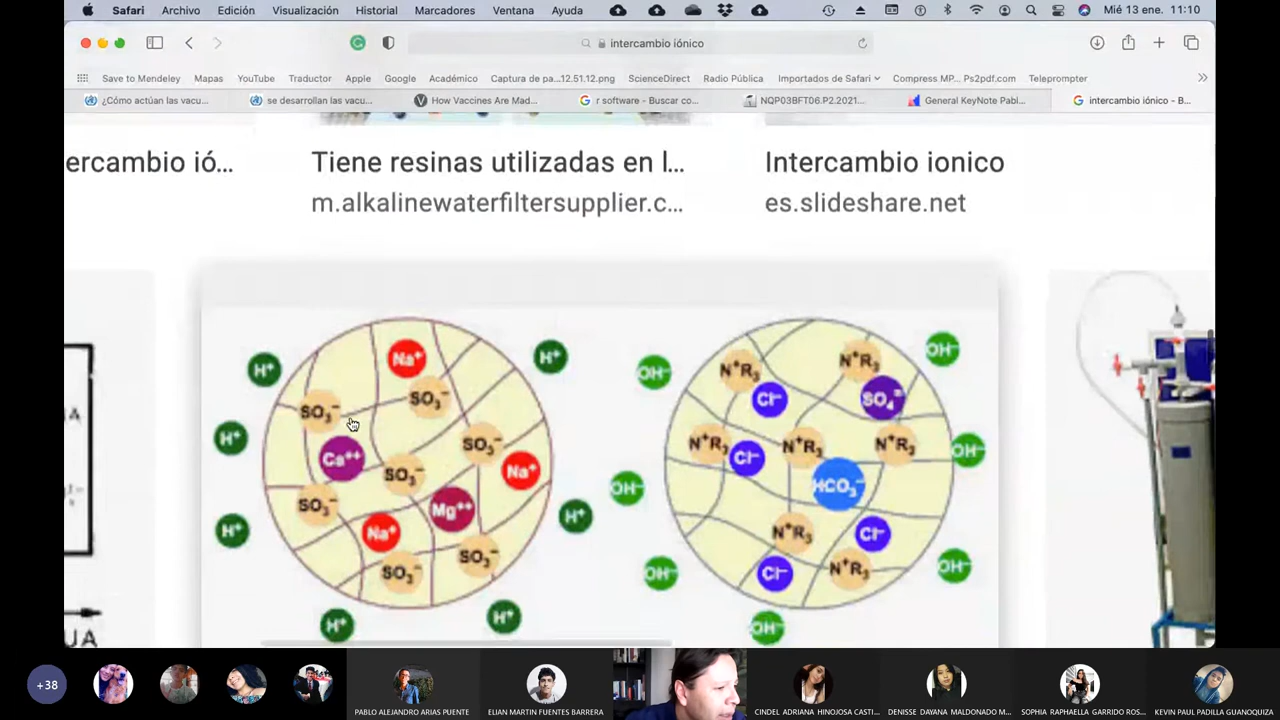 Safari Archivo Edición Visualización Historial Marcadores Ventana Ayuda Mié 13 ene. 11:10
intercambio iónico
Save to Mendeley Mapas YouTube Traductor Apple Google Académico Captura de pa...12.51.12.png ScienceDirect Radio Pública Importados de Safari Compress MP... Ps2pdf.com Teleprompter
¿Cómo actúan las vacu... se desarrollan las vacu... How Vaccines Are Mad... r software - Buscar co... NQP03BFT06.P2.2021... General KeyNote Pabl... intercambio iónico - B...
ercambio ió... Tiene resinas utilizadas en l... Intercambio ionico
m.alkalinewaterfiltersupplier.c... es.slideshare.net
Na⁺ H⁺ OH⁻ N⁺R₃ OH⁻
H⁺ N⁺R₃
SO₃⁻ SO₃⁻ Cl⁻ SO₄⁼
A
H⁺ SO₃⁻ N⁺R₃ N⁺R₃ N⁺R₃ OH⁻
Ca⁺⁺ SO₃⁻ Na⁺ Cl⁻
OH⁻ HCO₃⁻
SO₃⁻ Mg⁺⁺ H⁺
H⁺ Na⁺ N⁺R₃ Cl⁻
SO₃⁻ SO₃⁻ OH⁻ Cl⁻ N⁺R₃ OH⁻
UA H⁺ H⁺ OH⁻
+38 PABLO ALEJANDRO ARIAS PUENTE ELIAN MARTIN FUENTES BARRERA CINDEL ADRIANA HINOJOSA CASTI... DENISSE DAYANA MALDONADO M... SOPHIA RAPHAELLA GARRIDO ROS... KEVIN PAUL PADILLA GUANOQUIZA